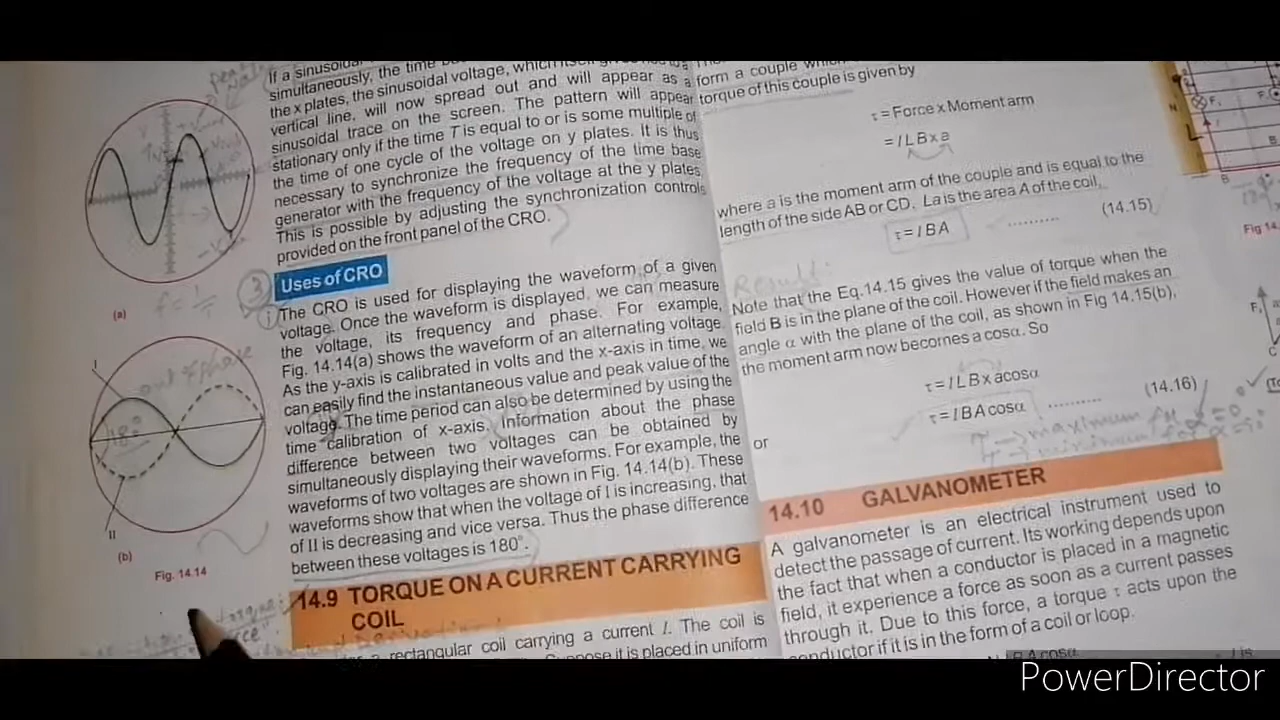 If a sinusoidal
simultaneously, the time
the x plates, the sinusoidal voltage, which
vertical line, will now spread out and will appear as a
sinusoidal trace on the screen. The pattern will appear
stationary only if the time T is equal to or is some multiple of
the time of one cycle of the voltage on y plates. It is thus
necessary to synchronize the frequency of the time base
generator with the frequency of the voltage at the y plates
This is possible by adjusting the synchronization controls
provided on the front panel of the CRO.
3
Uses of CRO
i
The CRO is used for displaying the waveform of a given
voltage. Once the waveform is displayed, we can measure
the voltage, its frequency and phase. For example,
Fig. 14.14(a) shows the waveform of an alternating voltage.
As the y-axis is calibrated in volts and the x-axis in time, we
can easily find the instantaneous value and peak value of the
voltage. The time period can also be determined by using the
time calibration of x-axis. Information about the phase
difference between two voltages can be obtained by
simultaneously displaying their waveforms. For example, the
waveforms of two voltages are shown in Fig. 14.14(b). These
waveforms show that when the voltage of I is increasing, that
of II is decreasing and vice versa. Thus the phase difference
between these voltages is 180°.
14.9 TORQUE ON A CURRENT CARRYING
COIL
rectangular coil carrying a current I. The coil is
it is placed in uniform
(a)
I
out of phase
180°
II
(b)
Fig. 14.14
form a couple
torque of this couple is given by
τ = Force x Moment arm
= I L B x a
where a is the moment arm of the couple and is equal to the
length of the side AB or CD. La is the area A of the coil,
τ = I B A .......... (14.15)
Result:
Note that the Eq.14.15 gives the value of torque when the
field B is in the plane of the coil. However if the field makes an
angle α with the plane of the coil, as shown in Fig 14.15(b),
the moment arm now becomes a cosα. So
τ = I L B x a cosα
or τ = I B A cosα .......... (14.16)
14.10 GALVANOMETER
A galvanometer is an electrical instrument used to
detect the passage of current. Its working depends upon
the fact that when a conductor is placed in a magnetic
field, it experience a force as soon as a current passes
through it. Due to this force, a torque τ acts upon the
conductor if it is in the form of a coil or loop.
B
Fig 14.
PowerDirector